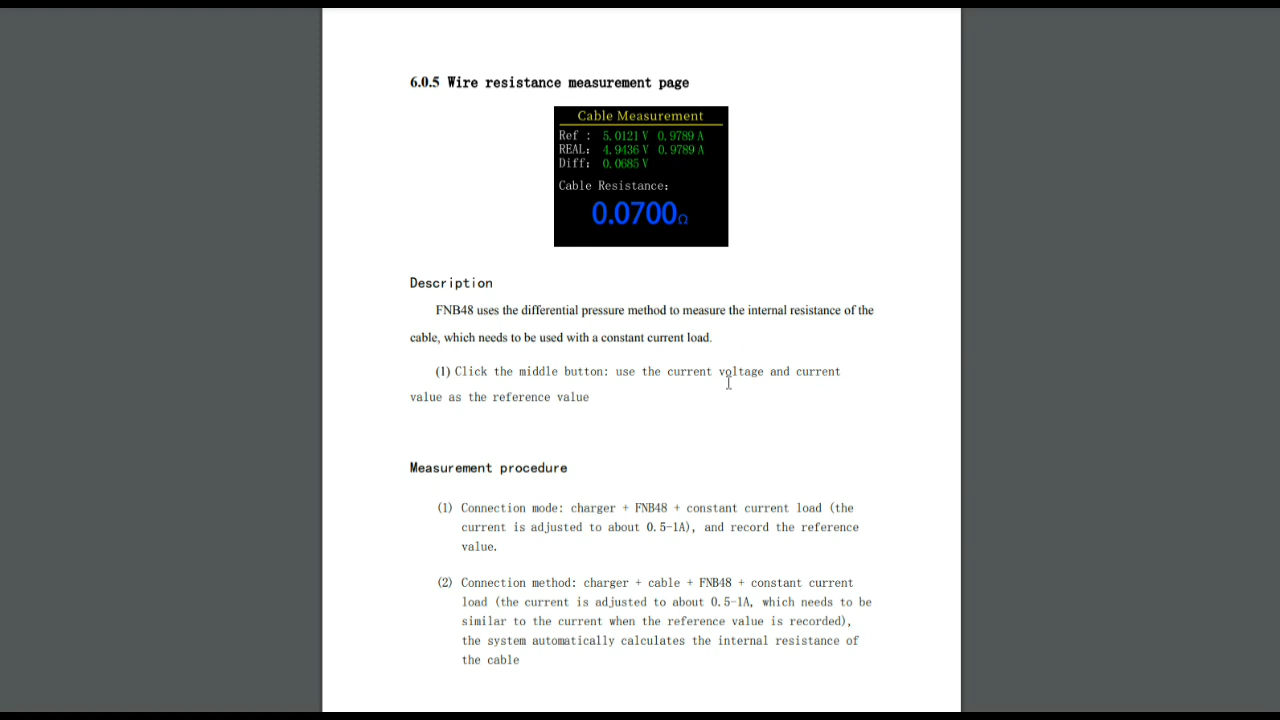 6.0.5 Wire resistance measurement page
Cable Measurement
Ref : 5.0121 V 0.9789 A
REAL: 4.9436 V 0.9789 A
Diff: 0.0685 V
Cable Resistance:
0.0700Ω
Description
FNB48 uses the differential pressure method to measure the internal resistance of the
cable, which needs to be used with a constant current load.
(1) Click the middle button: use the current voltage and current
value as the reference value
Measurement procedure
(1) Connection mode: charger + FNB48 + constant current load (the
current is adjusted to about 0.5-1A), and record the reference
value.
(2) Connection method: charger + cable + FNB48 + constant current
load (the current is adjusted to about 0.5-1A, which needs to be
similar to the current when the reference value is recorded),
the system automatically calculates the internal resistance of
the cable